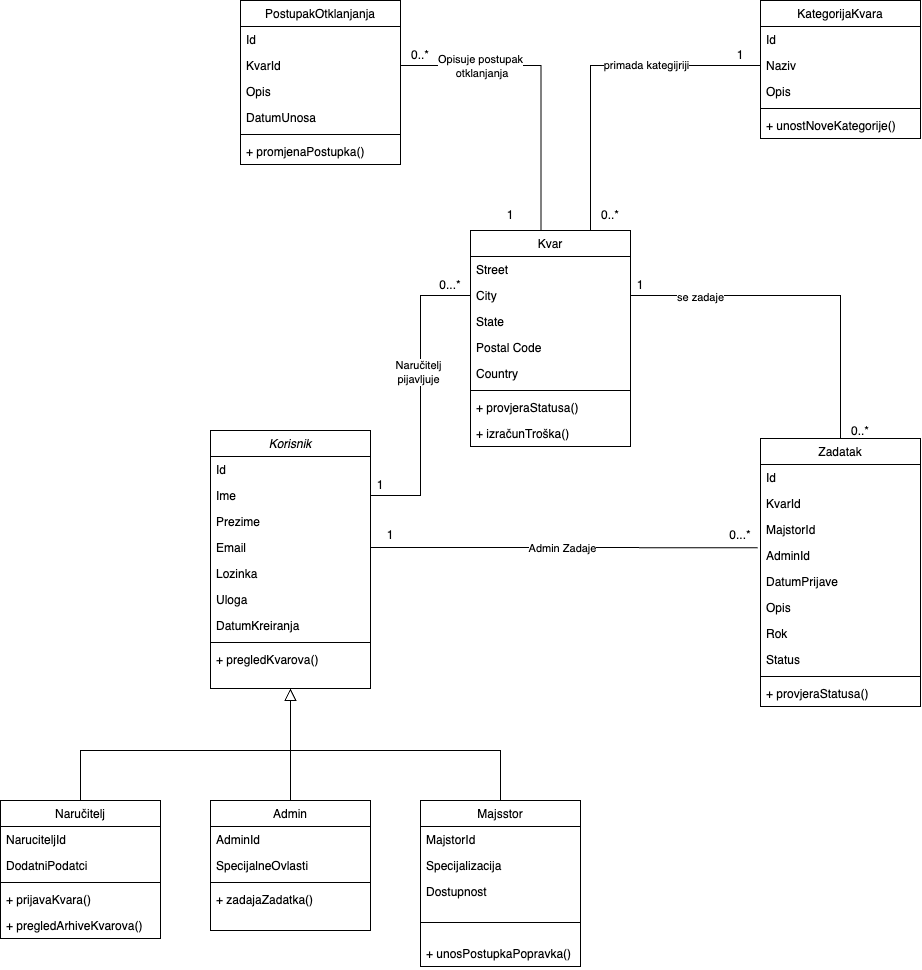 PostupakOtklanjanja
Id
KvarId
Opis
DatumUnosa
+ promjenaPostupka()
0..*
Opisuje postupak
otklanjanja
1
KategorijaKvara
Id
Naziv
Opis
+ unostNoveKategorije()
1
primada kategijriji
0..*
Kvar
Street
City
State
Postal Code
Country
+ provjeraStatusa()
+ izračunTroška()
0...*
Naručitelj
pijavljuje
1
1
se zadaje
0..*
Korisnik
Id
Ime
Prezime
Email
Lozinka
Uloga
DatumKreiranja
+ pregledKvarova()
1
Admin Zadaje
0...*
Zadatak
Id
KvarId
MajstorId
AdminId
DatumPrijave
Opis
Rok
Status
+ provjeraStatusa()
Naručitelj
NaruciteljId
DodatniPodatci
+ prijavaKvara()
+ pregledArhiveKvarova()
Admin
AdminId
SpecijalneOvlasti
+ zadajaZadatka()
Majsstor
MajstorId
Specijalizacija
Dostupnost
+ unosPostupkaPopravka()